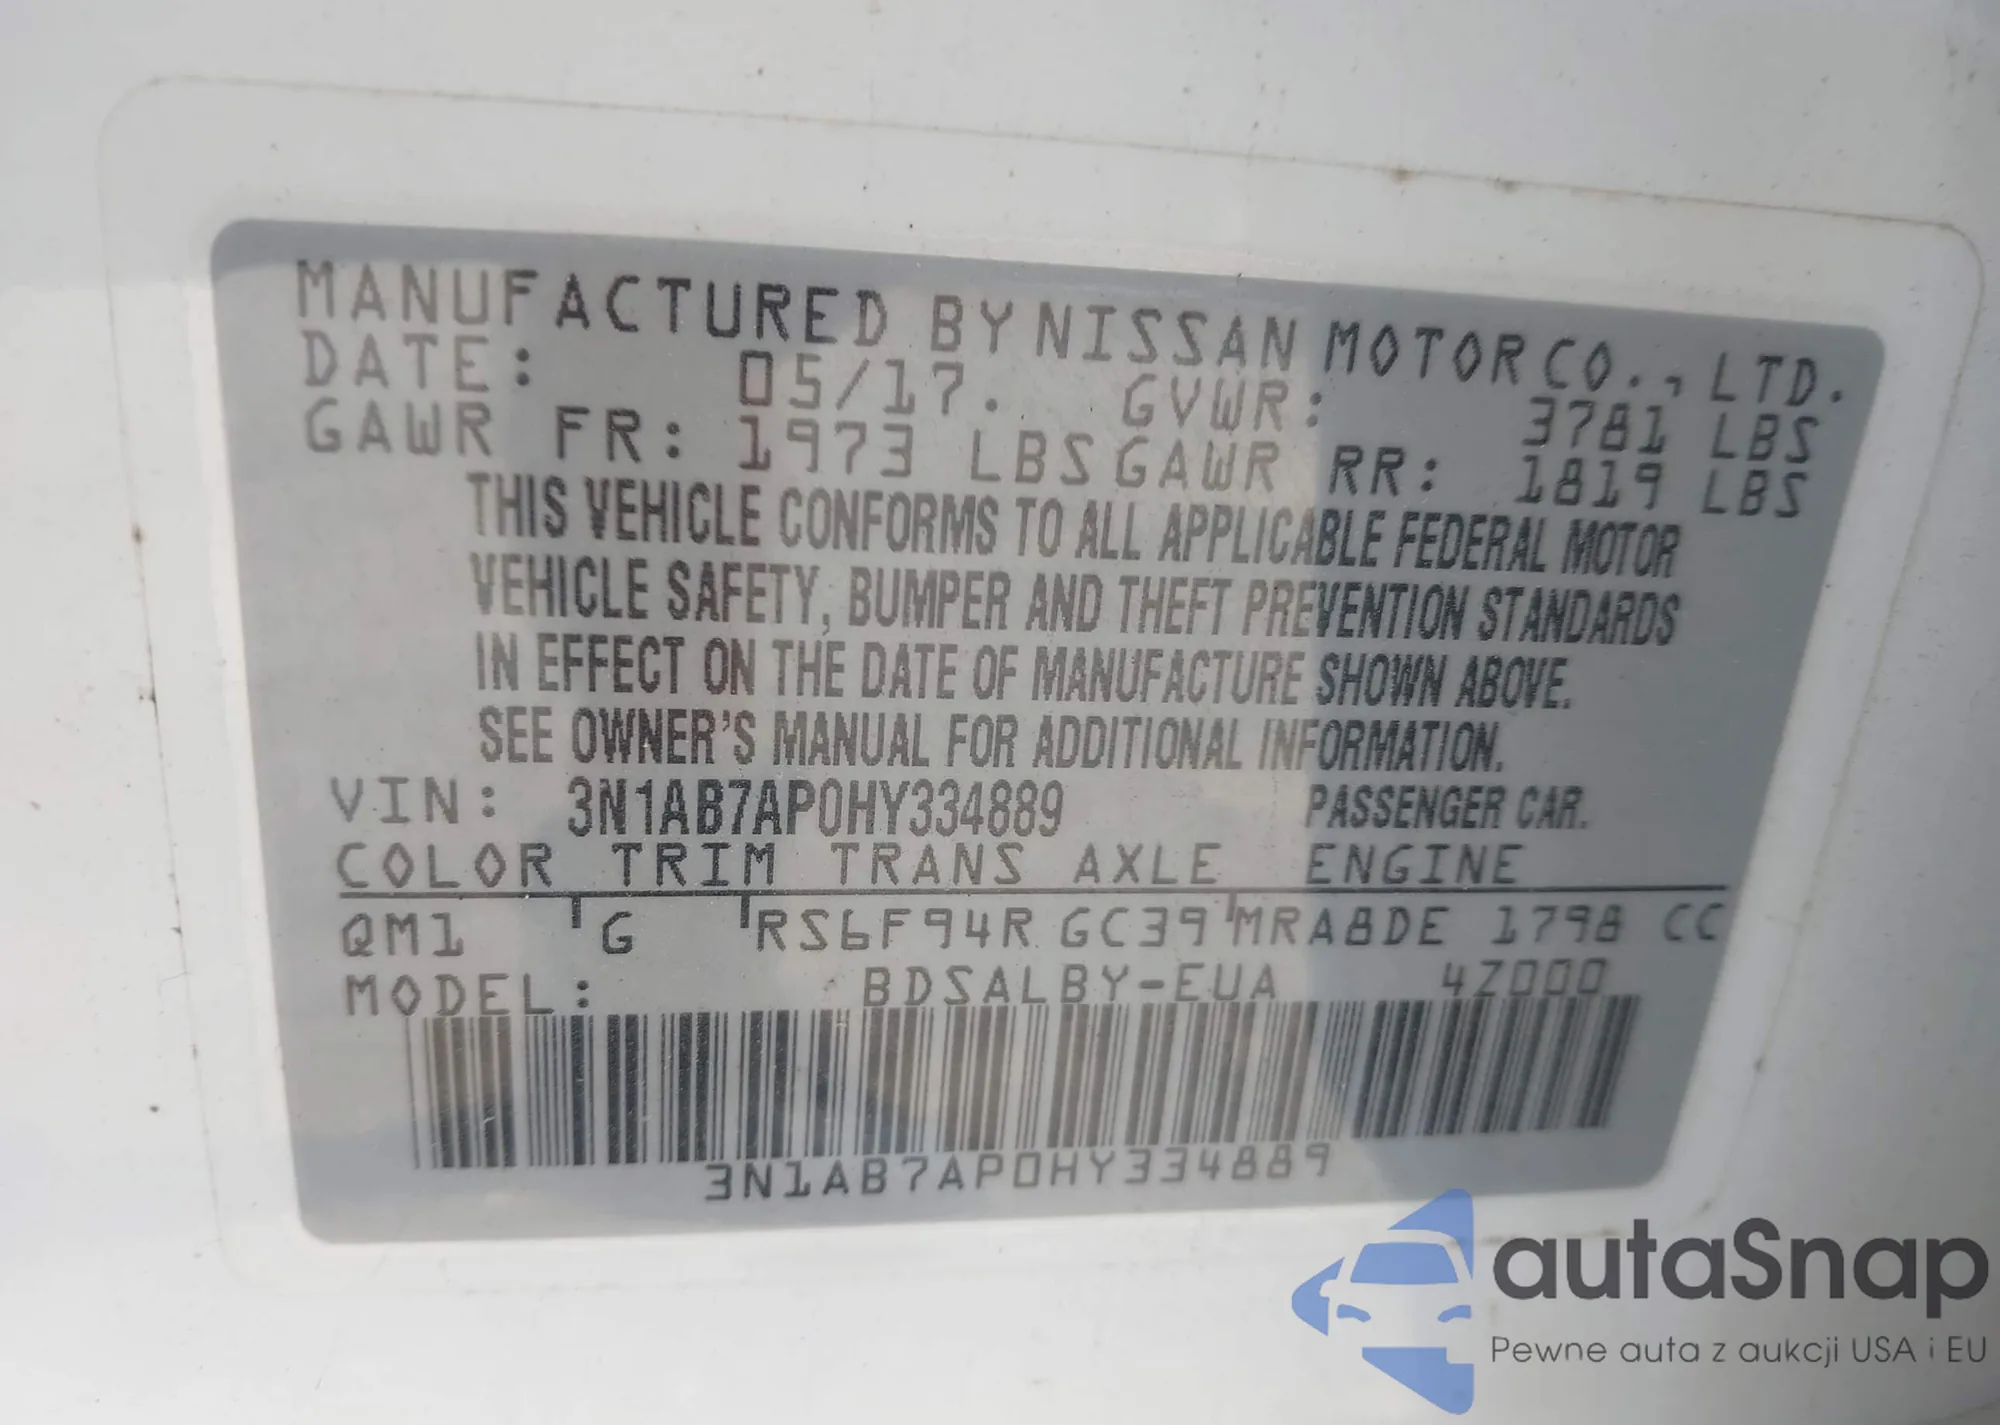 MANUFACTURED BY NISSAN MOTOR CO., LTD.
DATE: 05/17. GVWR: 3781 LBS
GAWR FR: 1973 LBS GAWR RR: 1819 LBS
THIS VEHICLE CONFORMS TO ALL APPLICABLE FEDERAL MOTOR
VEHICLE SAFETY, BUMPER AND THEFT PREVENTION STANDARDS
IN EFFECT ON THE DATE OF MANUFACTURE SHOWN ABOVE.
SEE OWNER'S MANUAL FOR ADDITIONAL INFORMATION.
VIN: 3N1AB7AP0HY334889 PASSENGER CAR.
COLOR TRIM TRANS AXLE ENGINE
QM1 G RS6F94R GC39 MRA8DE 1798 CC
MODEL: BDSALBY-EUA 4Z000
3N1AB7AP0HY334889
autaSnap
Pewne auta z aukcji USA i EU